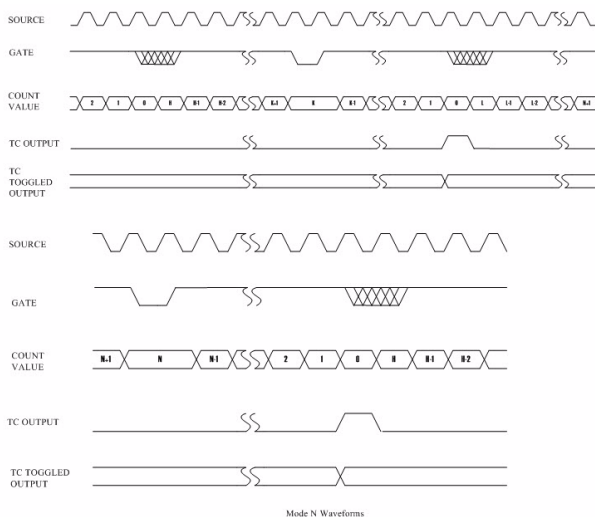 SOURCE
GATE
COUNT VALUE 2 1 0 H H-1 H-2 K+1 K K-1 2 1 0 L L-1 L-2 N+1
TC OUTPUT
TC TOGGLED OUTPUT
SOURCE
GATE
COUNT VALUE N+1 N N-1 2 1 0 H H-1 H-2
TC OUTPUT
TC TOGGLED OUTPUT
Mode N Waveforms